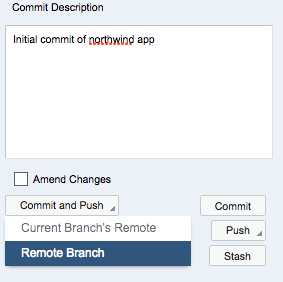 Commit Description
Initial commit of northwind app
Amend Changes
Commit and Push
Commit
Current Branch's Remote
Push
Remote Branch
Stash